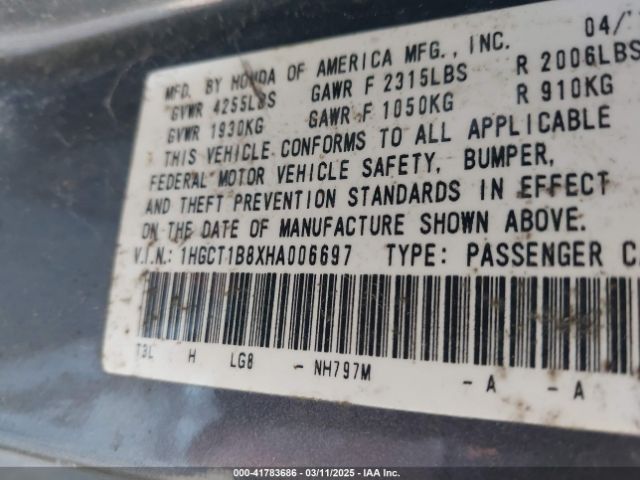 04/
MFD. BY HONDA OF AMERICA MFG., INC.
GVWR 4255LBS GAWR F 2315LBS R 2006LBS
GVWR 1930KG GAWR F 1050KG R 910KG
THIS VEHICLE CONFORMS TO ALL APPLICABLE
FEDERAL MOTOR VEHICLE SAFETY, BUMPER,
AND THEFT PREVENTION STANDARDS IN EFFECT
ON THE DATE OF MANUFACTURE SHOWN ABOVE.
V.I.N.: 1HGCT1B8XHA006697 TYPE: PASSENGER
T3L H LG8 - NH797M - A - A
000-41783686 - 03/11/2025 - IAA Inc.